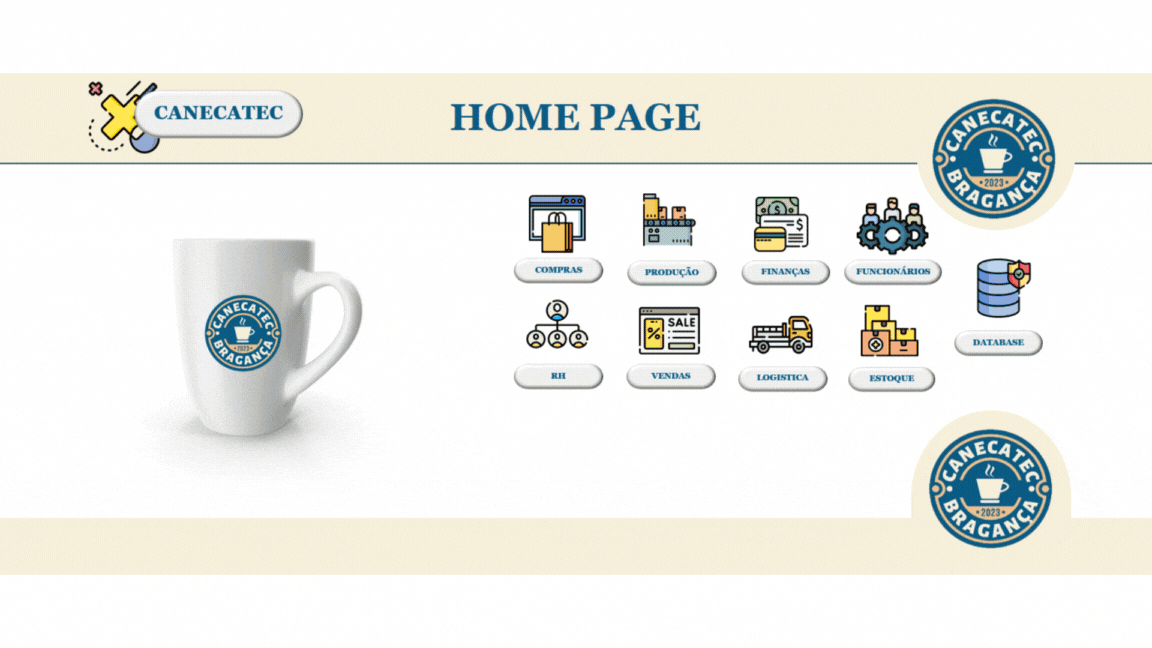 CANECATEC
HOME PAGE
CANECATEC
2023
BRAGANÇA
COMPRAS
PRODUÇÃO
$
$
FINANÇAS
FUNCIONÁRIOS
CANECATEC
2023
BRAGANÇA
RH
%
SALE
VENDAS
LOGISTICA
ESTOQUE
DATABASE
CANECATEC
2023
BRAGANÇA